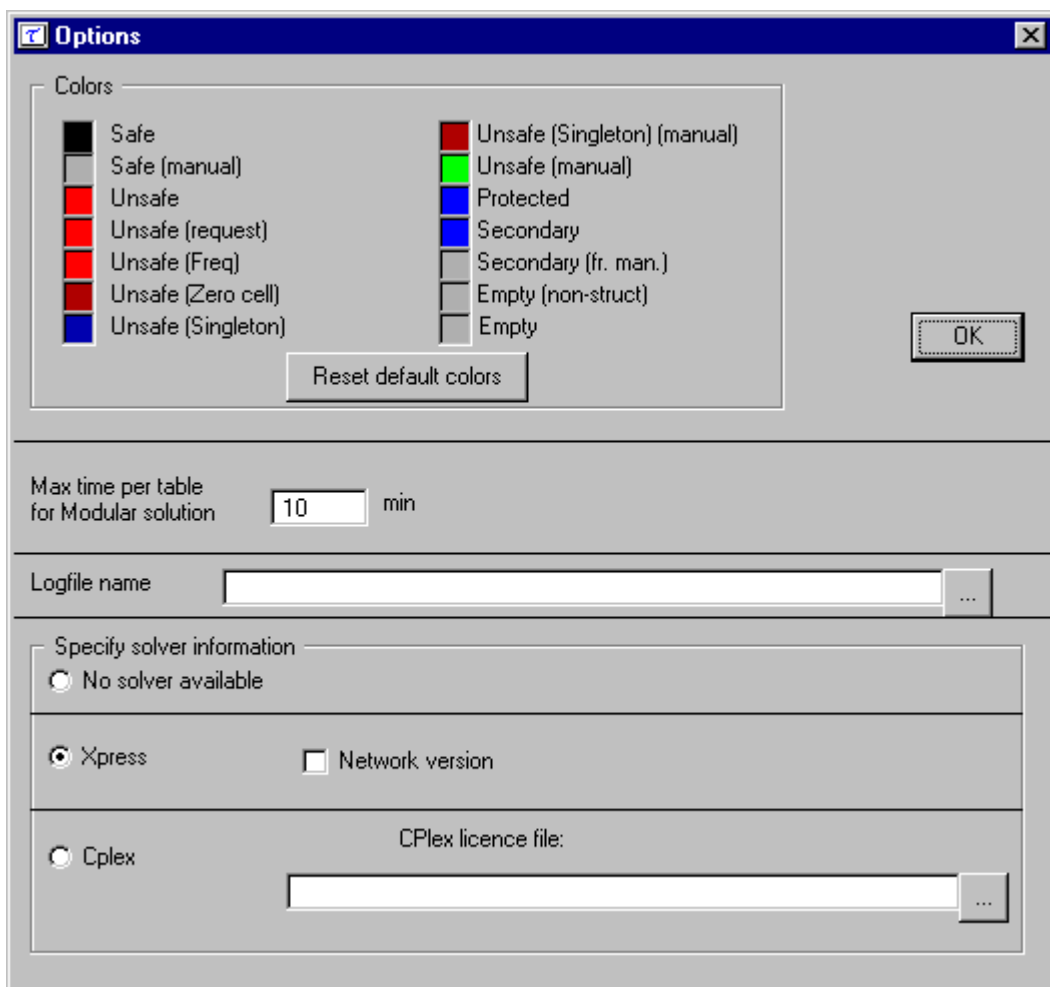 τ Options
Colors
Safe
Safe (manual)
Unsafe
Unsafe (request)
Unsafe (Freq)
Unsafe (Zero cell)
Unsafe (Singleton)
Unsafe (Singleton) (manual)
Unsafe (manual)
Protected
Secondary
Secondary (fr. man.)
Empty (non-struct)
Empty
Reset default colors
OK
Max time per table
for Modular solution
10 min
Logfile name
...
Specify solver information
No solver available
Xpress
Network version
Cplex
CPlex licence file:
...